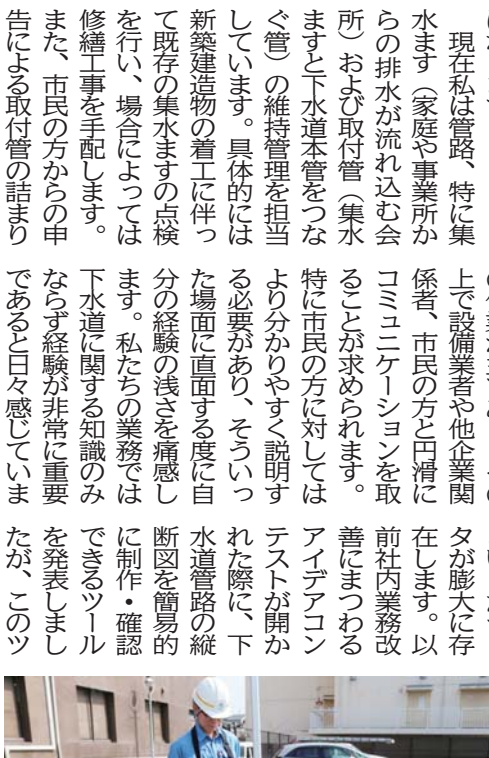 現在私は管路、特に集
水ます（家庭や事業所か
らの排水が流れ込む会
所）および取付管（集水
ますと下水道本管をつな
ぐ管）の維持管理を担当
しています。具体的には
新築建造物の着工に伴っ
て既存の集水ますの点検
を行い、場合によっては
修繕工事を手配します。
また、市民の方からの申
告による取付管の詰まり
上で設備業者や他企業関
係者、市民の方と円滑に
コミュニケーションを取
ることが求められます。
特に市民の方に対しては
より分かりやすく説明す
る必要があり、そういっ
た場面に直面する度に自
分の経験の浅さを痛感し
ます。私たちの業務では
下水道に関する知識のみ
ならず経験が非常に重要
であると日々感じていま
タが膨大に存
在します。以
前社内業務改
善にまつわる
アイデアコン
テストが開か
れた際に、下
水道管路の縦
断図を簡易的
に制作・確認
できるツール
を発表しまし
たが、このツ